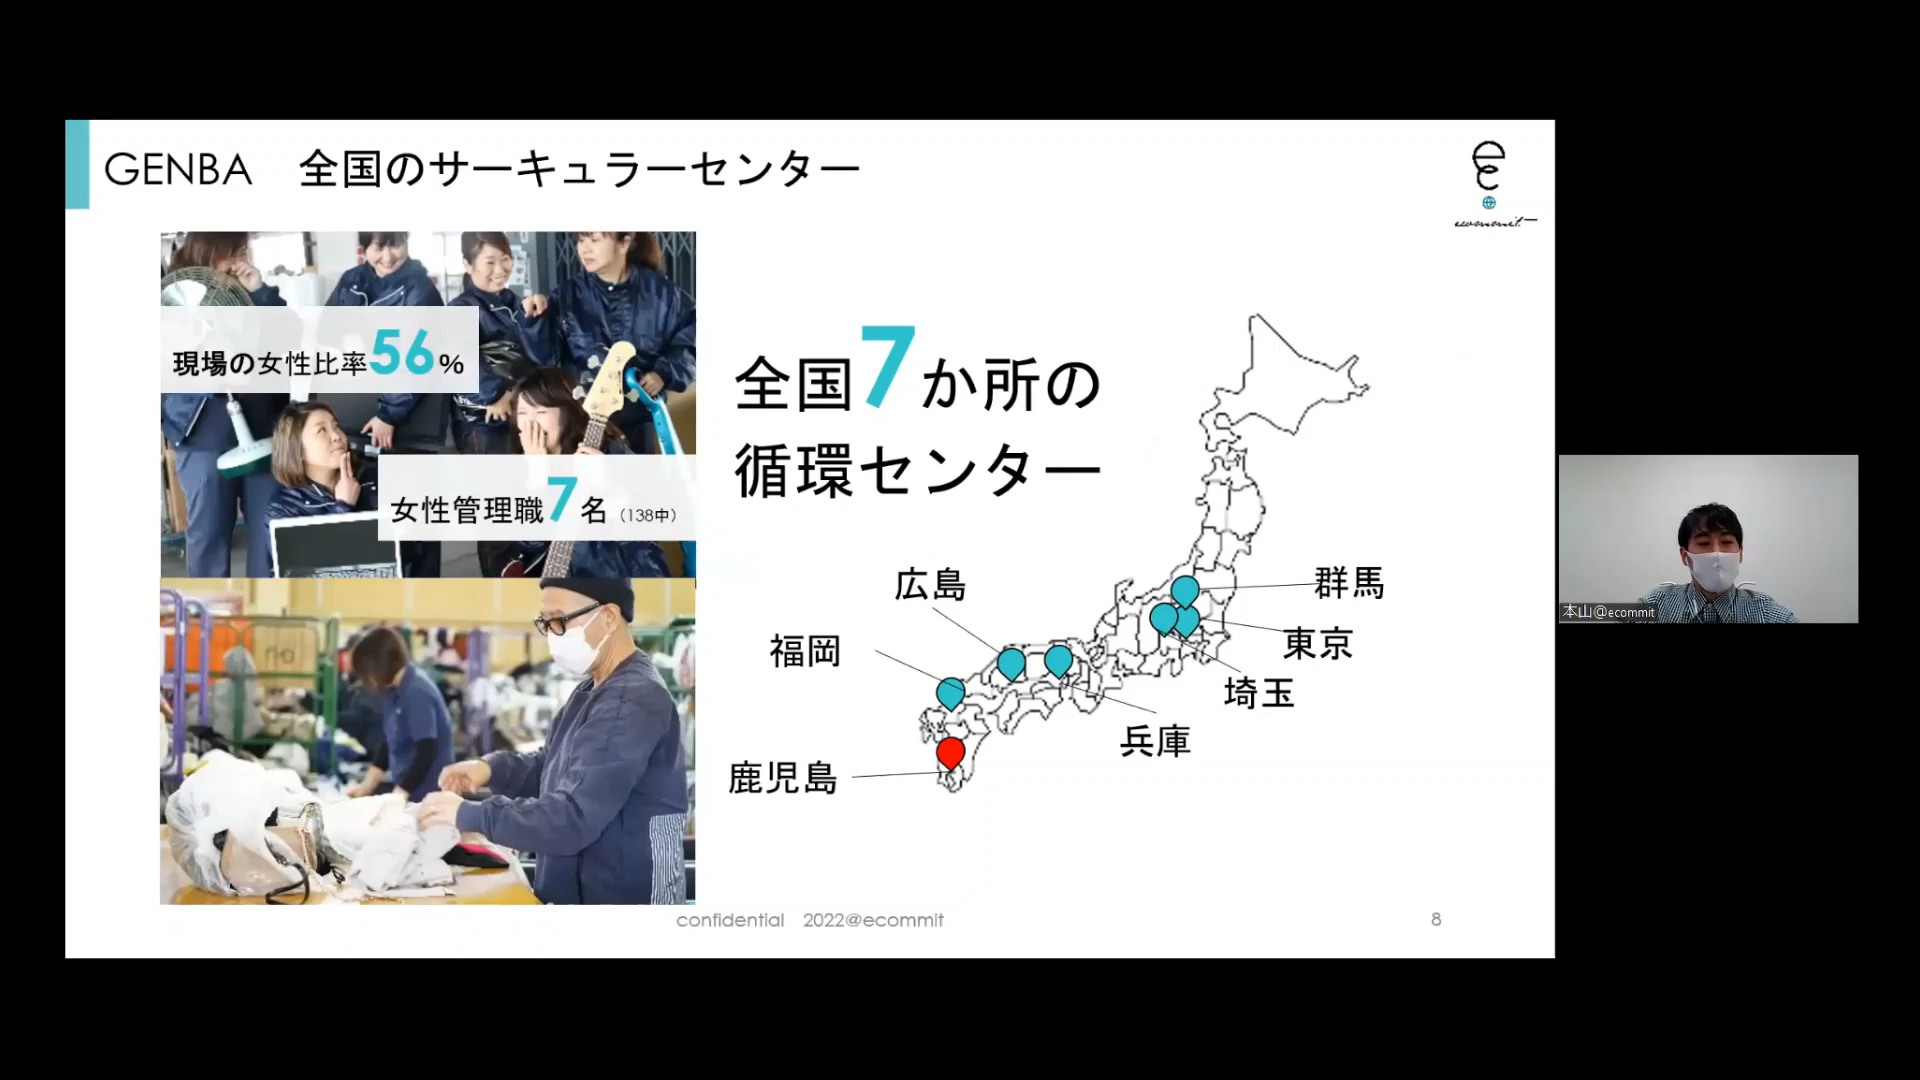 GENBA 全国のサーキュラーセンター
ecommit
現場の女性比率56%
女性管理職7名（138中）
全国7か所の
循環センター
広島
群馬
福岡
東京
埼玉
兵庫
鹿児島
本山@ecommit
confidential 2022@ecommit
8